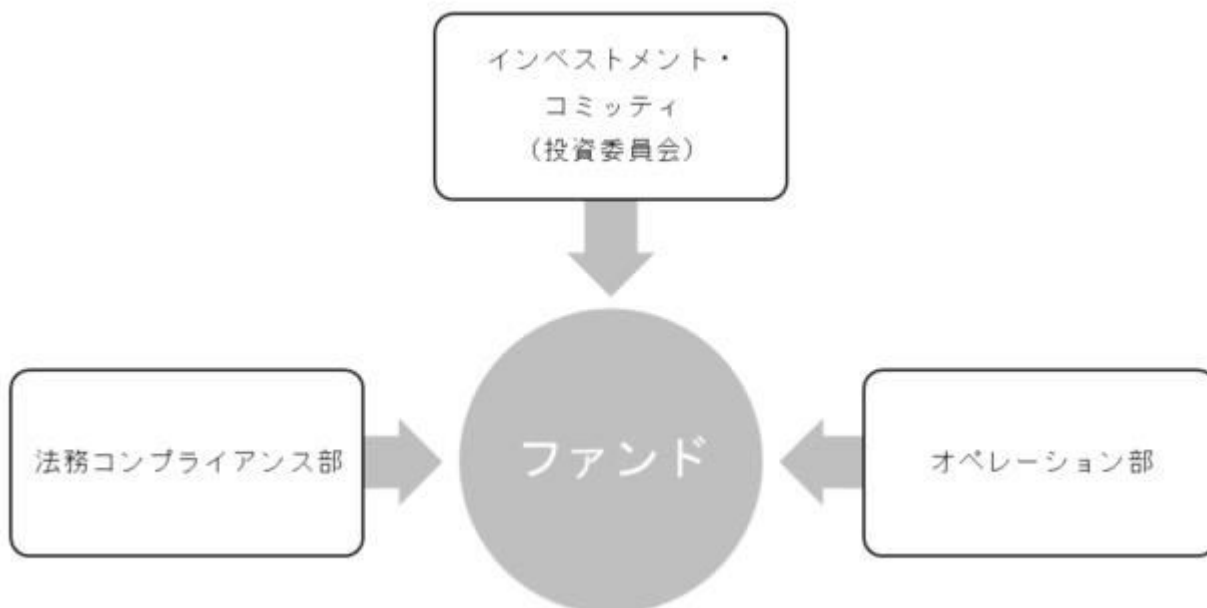 インベストメント・
コミッティ
（投資委員会）
法務コンプライアンス部
ファンド
オペレーション部